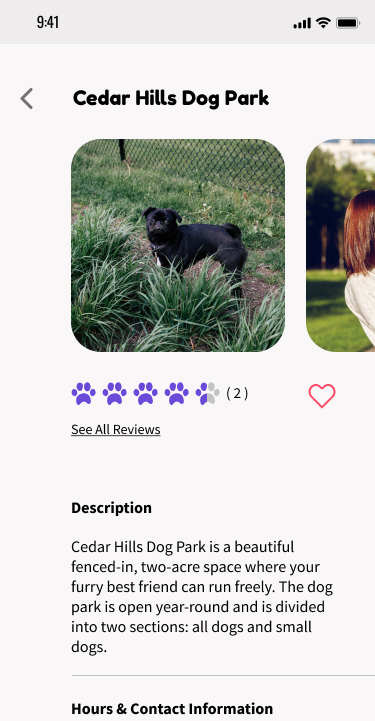 9:41
Cedar Hills Dog Park
( 2 )
See All Reviews
Description
Cedar Hills Dog Park is a beautiful
fenced-in, two-acre space where your
furry best friend can run freely. The dog
park is open year-round and is divided
into two sections: all dogs and small
dogs.
Hours & Contact Information